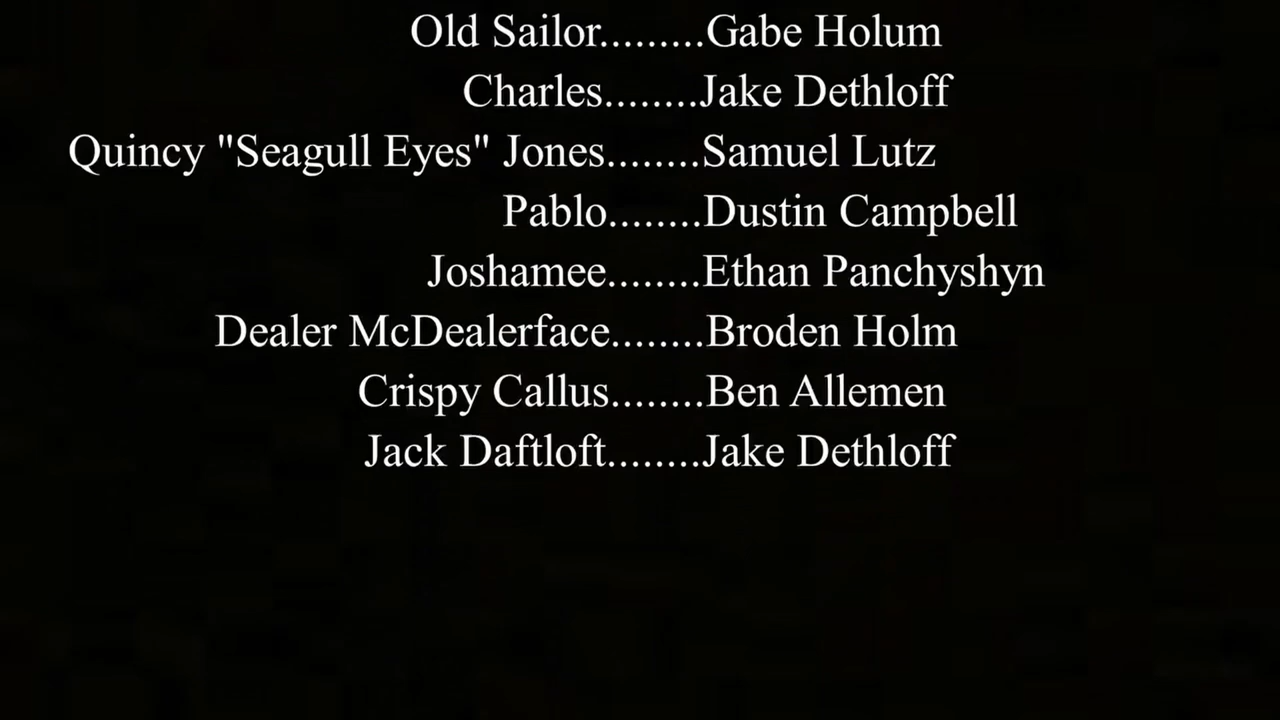 Old Sailor.........Gabe Holum
Charles........Jake Dethloff
Quincy "Seagull Eyes" Jones........Samuel Lutz
Pablo........Dustin Campbell
Joshamee........Ethan Panchyshyn
Dealer McDealerface........Broden Holm
Crispy Callus........Ben Allemen
Jack Daftloft........Jake Dethloff